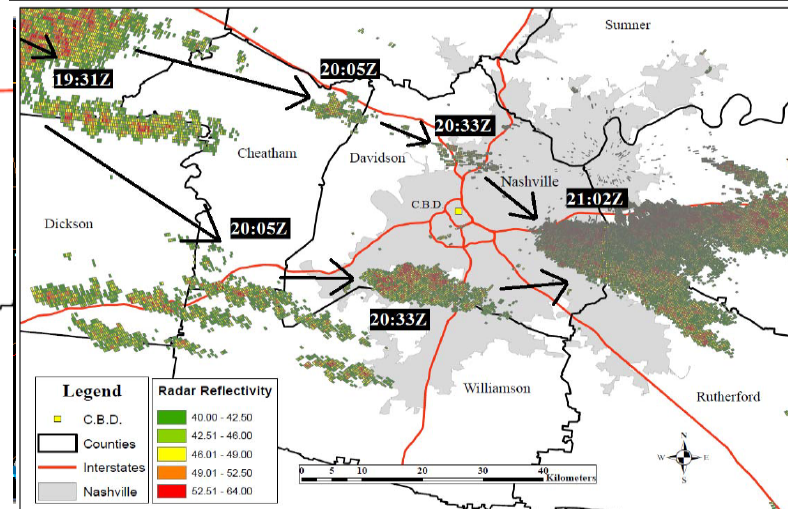 Sumner
19:31Z
20:05Z
20:33Z
Cheatham
Davidson
Nashville
21:02Z
C.B.D.
Dickson
20:05Z
20:33Z
Williamson
Rutherford
Legend
C.B.D.
Counties
Interstates
Nashville
Radar Reflectivity
40.00 - 42.50
42.51 - 46.00
46.01 - 49.00
49.01 - 52.50
52.51 - 64.00
0 5 10 20 30 40
Kilometers
N
W E
S